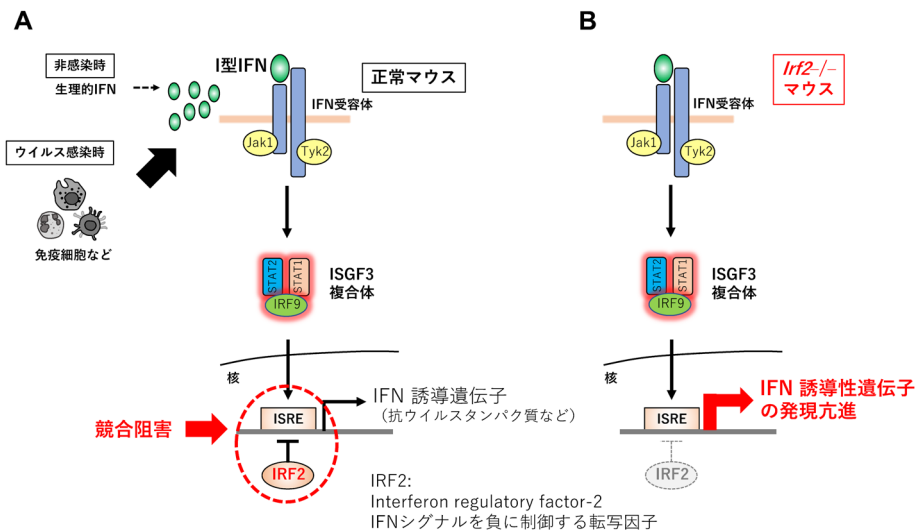 A
非感染時
生理的IFN
ウイルス感染時
免疫細胞など
I型IFN
正常マウス
IFN受容体
Jak1
Tyk2
STAT2
STAT1
IRF9
ISGF3
複合体
核
ISRE
IFN 誘導遺伝子
（抗ウイルスタンパク質など）
競合阻害
IRF2
IRF2:
Interferon regulatory factor-2
IFNシグナルを負に制御する転写因子
B
Irf2-/-
マウス
IFN受容体
Jak1
Tyk2
STAT2
STAT1
IRF9
ISGF3
複合体
核
ISRE
IFN 誘導性遺伝子
の発現亢進
IRF2